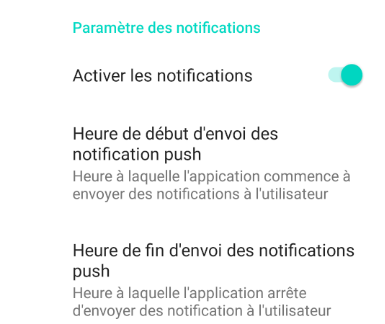 Paramètre des notifications
Activer les notifications
Heure de début d'envoi des
notification push
Heure à laquelle l'appication commence à
envoyer des notifications à l'utilisateur
Heure de fin d'envoi des notifications
push
Heure à laquelle l'application arrête
d'envoyer des notification à l'utilisateur